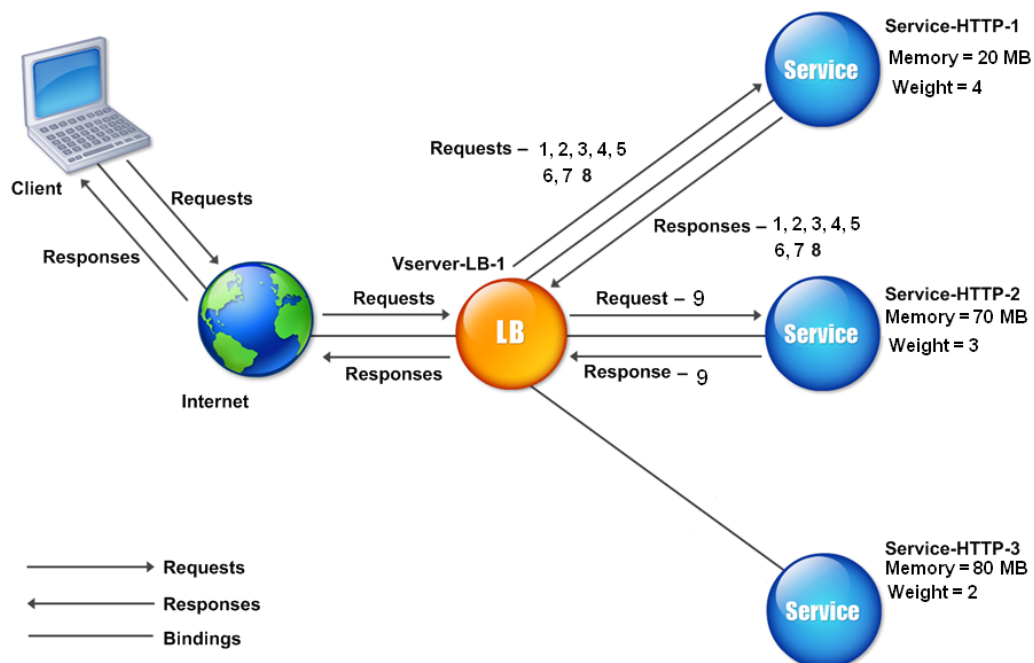 Service-HTTP-1
Memory = 20 MB
Weight = 4
Service
Requests – 1, 2, 3, 4, 5
6, 7 8
Client
Requests
Responses
Responses – 1, 2, 3, 4, 5
6, 7 8
Vserver-LB-1
Requests
LB
Responses
Internet
Request – 9
Response – 9
Service
Service-HTTP-2
Memory = 70 MB
Weight = 3
Service-HTTP-3
Memory = 80 MB
Weight = 2
Service
Requests
Responses
Bindings